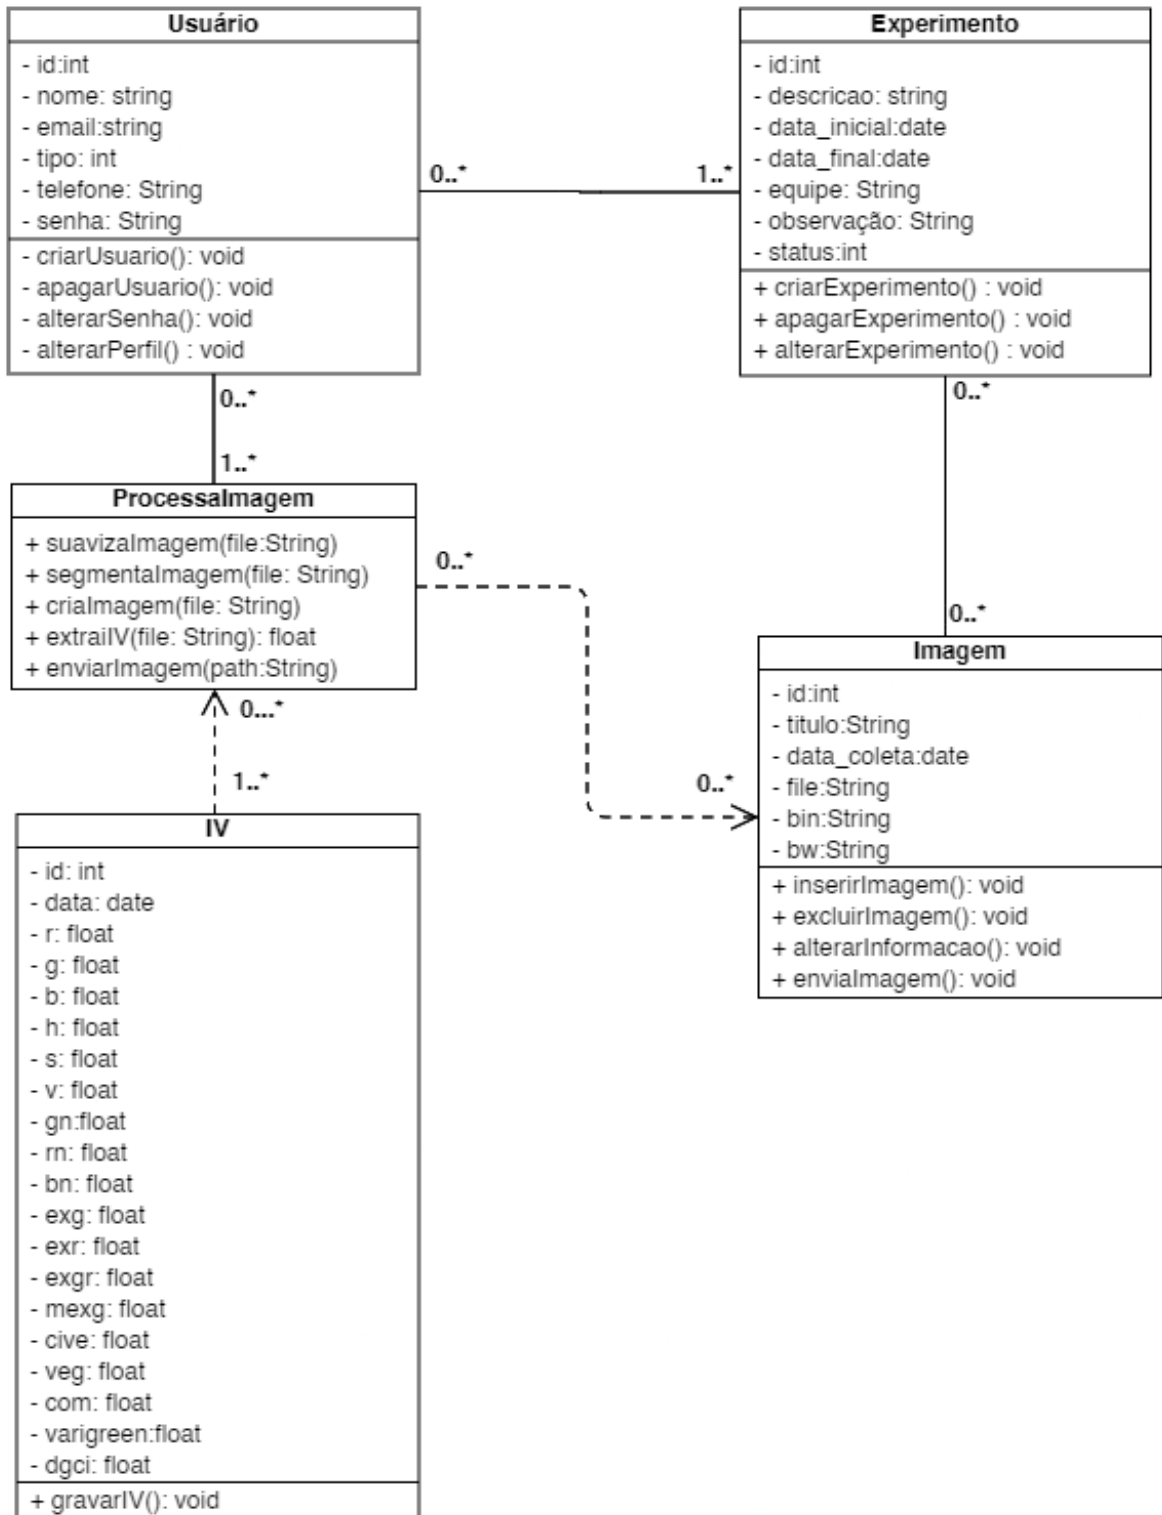 Usuário
- id:int
- nome: string
- email:string
- tipo: int
- telefone: String
- senha: String
- criarUsuario(): void
- apagarUsuario(): void
- alterarSenha(): void
- alterarPerfil() : void
0..*
1..*
Experimento
- id:int
- descricao: string
- data_inicial:date
- data_final:date
- equipe: String
- observação: String
- status:int
+ criarExperimento() : void
+ apagarExperimento() : void
+ alterarExperimento() : void
0..*
1..*
ProcessaImagem
+ suavizaImagem(file:String)
+ segmentaImagem(file: String)
+ criaImagem(file: String)
+ extraiIV(file: String): float
+ enviarImagem(path:String)
0..*
0..*
0..*
0..*
Imagem
- id:int
- titulo:String
- data_coleta:date
- file:String
- bin:String
- bw:String
+ inserirImagem(): void
+ excluirImagem(): void
+ alterarInformacao(): void
+ enviaImagem(): void
0...*
1..*
IV
- id: int
- data: date
- r: float
- g: float
- b: float
- h: float
- s: float
- v: float
- gn:float
- rn: float
- bn: float
- exg: float
- exr: float
- exgr: float
- mexg: float
- cive: float
- veg: float
- com: float
- varigreen:float
- dgci: float
+ gravarIV(): void